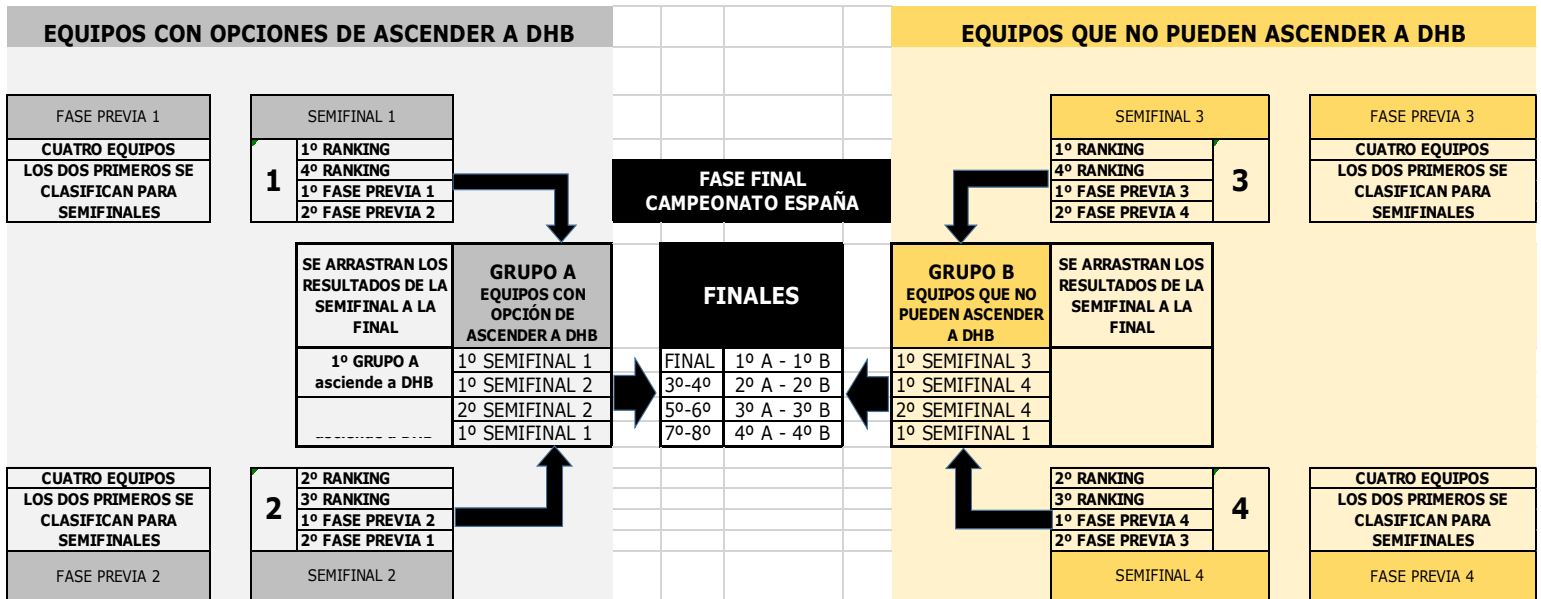 EQUIPOS CON OPCIONES DE ASCENDER A DHB
EQUIPOS QUE NO PUEDEN ASCENDER A DHB
FASE PREVIA 1
CUATRO EQUIPOS
LOS DOS PRIMEROS SE
CLASIFICAN PARA
SEMIFINALES
SEMIFINAL 1
1
1º RANKING
4º RANKING
1º FASE PREVIA 1
2º FASE PREVIA 2
FASE FINAL
CAMPEONATO ESPAÑA
SEMIFINAL 3
1º RANKING
4º RANKING
1º FASE PREVIA 3
2º FASE PREVIA 4
3
FASE PREVIA 3
CUATRO EQUIPOS
LOS DOS PRIMEROS SE
CLASIFICAN PARA
SEMIFINALES
SE ARRASTRAN LOS
RESULTADOS DE LA
SEMIFINAL A LA
FINAL
1º GRUPO A
asciende a DHB
GRUPO A
EQUIPOS CON
OPCIÓN DE
ASCENDER A DHB
1º SEMIFINAL 1
1º SEMIFINAL 2
2º SEMIFINAL 2
1º SEMIFINAL 1
FINALES
FINAL 1º A - 1º B
3º-4º 2º A - 2º B
5º-6º 3º A - 3º B
7º-8º 4º A - 4º B
GRUPO B
EQUIPOS QUE NO
PUEDEN ASCENDER
A DHB
1º SEMIFINAL 3
1º SEMIFINAL 4
2º SEMIFINAL 4
1º SEMIFINAL 1
SE ARRASTRAN LOS
RESULTADOS DE LA
SEMIFINAL A LA
FINAL
CUATRO EQUIPOS
LOS DOS PRIMEROS SE
CLASIFICAN PARA
SEMIFINALES
FASE PREVIA 2
2
2º RANKING
3º RANKING
1º FASE PREVIA 2
2º FASE PREVIA 1
SEMIFINAL 2
2º RANKING
3º RANKING
1º FASE PREVIA 4
2º FASE PREVIA 3
4
SEMIFINAL 4
CUATRO EQUIPOS
LOS DOS PRIMEROS SE
CLASIFICAN PARA
SEMIFINALES
FASE PREVIA 4